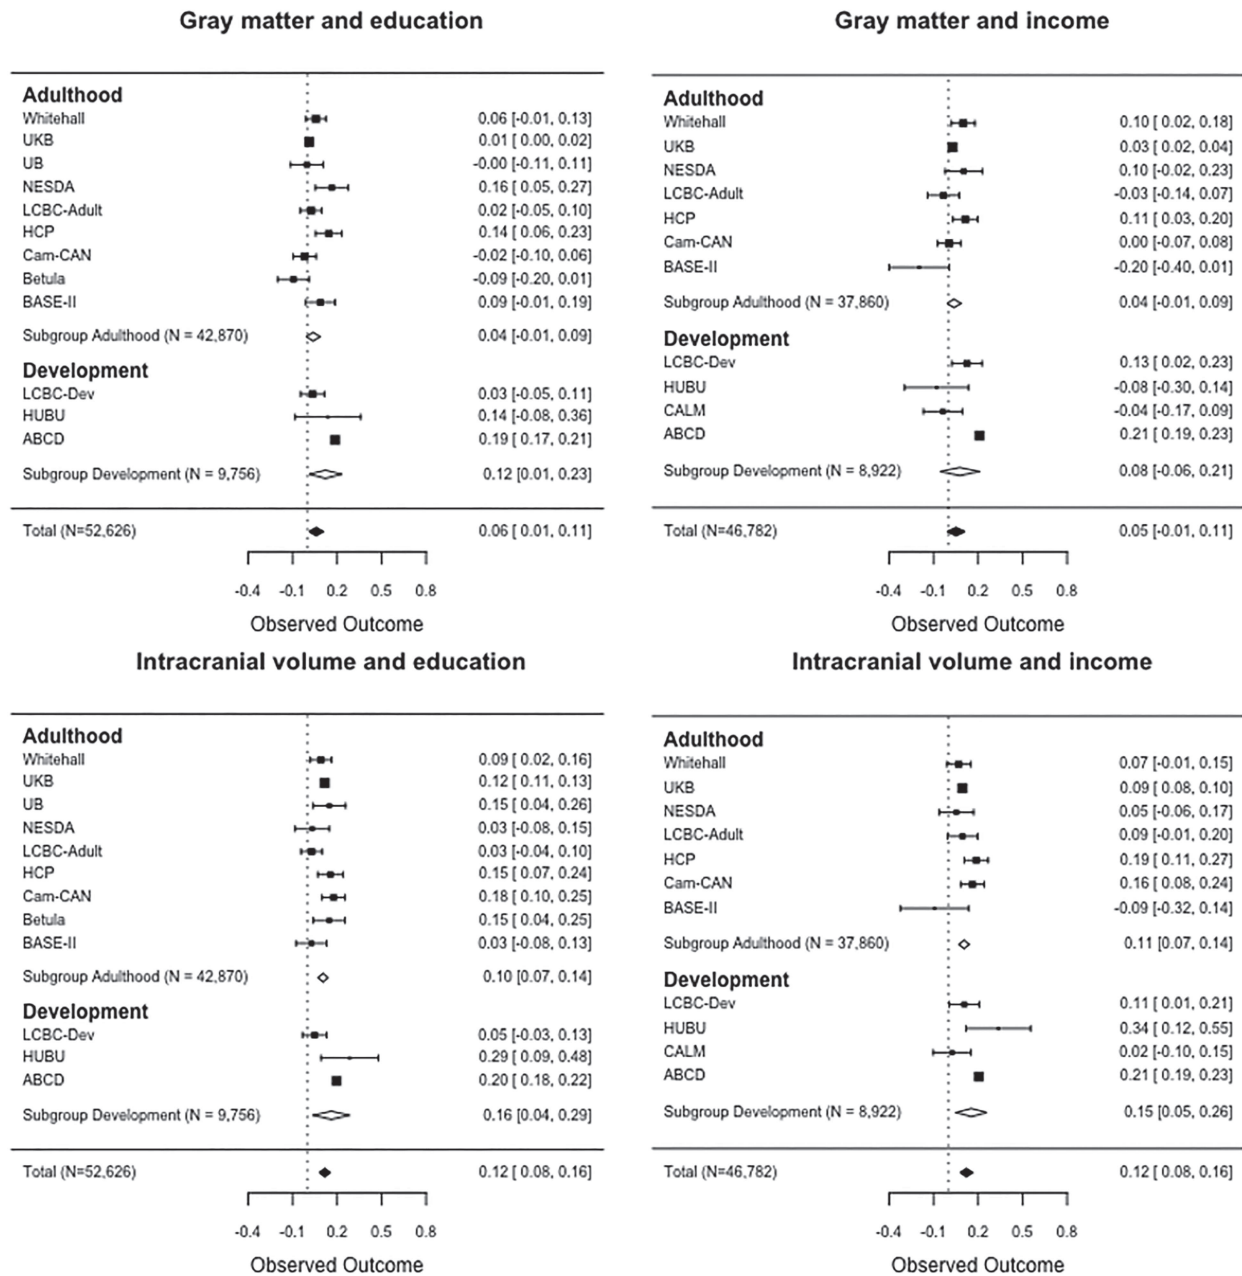 Gray matter and education
Adulthood
Whitehall 0.06 [-0.01, 0.13]
UKB 0.01 [ 0.00, 0.02]
UB -0.00 [-0.11, 0.11]
NESDA 0.16 [ 0.05, 0.27]
LCBC-Adult 0.02 [-0.05, 0.10]
HCP 0.14 [ 0.06, 0.23]
Cam-CAN -0.02 [-0.10, 0.06]
Betula -0.09 [-0.20, 0.01]
BASE-II 0.09 [-0.01, 0.19]
Subgroup Adulthood (N = 42,870) 0.04 [-0.01, 0.09]
Development
LCBC-Dev 0.03 [-0.05, 0.11]
HUBU 0.14 [-0.08, 0.36]
ABCD 0.19 [ 0.17, 0.21]
Subgroup Development (N = 9,756) 0.12 [0.01, 0.23]
Total (N=52,626) 0.06 [ 0.01, 0.11]
-0.4 -0.1 0.2 0.5 0.8
Observed Outcome
Gray matter and income
Adulthood
Whitehall 0.10 [ 0.02, 0.18]
UKB 0.03 [ 0.02, 0.04]
NESDA 0.10 [-0.02, 0.23]
LCBC-Adult -0.03 [-0.14, 0.07]
HCP 0.11 [ 0.03, 0.20]
Cam-CAN 0.00 [-0.07, 0.08]
BASE-II -0.20 [-0.40, 0.01]
Subgroup Adulthood (N = 37,860) 0.04 [-0.01, 0.09]
Development
LCBC-Dev 0.13 [ 0.02, 0.23]
HUBU -0.08 [-0.30, 0.14]
CALM -0.04 [-0.17, 0.09]
ABCD 0.21 [ 0.19, 0.23]
Subgroup Development (N = 8,922) 0.08 [-0.06, 0.21]
Total (N=46,782) 0.05 [-0.01, 0.11]
-0.4 -0.1 0.2 0.5 0.8
Observed Outcome
Intracranial volume and education
Adulthood
Whitehall 0.09 [ 0.02, 0.16]
UKB 0.12 [ 0.11, 0.13]
UB 0.15 [ 0.04, 0.26]
NESDA 0.03 [-0.08, 0.15]
LCBC-Adult 0.03 [-0.04, 0.10]
HCP 0.15 [ 0.07, 0.24]
Cam-CAN 0.18 [ 0.10, 0.25]
Betula 0.15 [ 0.04, 0.25]
BASE-II 0.03 [-0.08, 0.13]
Subgroup Adulthood (N = 42,870) 0.10 [0.07, 0.14]
Development
LCBC-Dev 0.05 [-0.03, 0.13]
HUBU 0.29 [ 0.09, 0.48]
ABCD 0.20 [ 0.18, 0.22]
Subgroup Development (N = 9,756) 0.16 [0.04, 0.29]
Total (N=52,626) 0.12 [ 0.08, 0.16]
-0.4 -0.1 0.2 0.5 0.8
Observed Outcome
Intracranial volume and income
Adulthood
Whitehall 0.07 [-0.01, 0.15]
UKB 0.09 [ 0.08, 0.10]
NESDA 0.05 [-0.06, 0.17]
LCBC-Adult 0.09 [-0.01, 0.20]
HCP 0.19 [ 0.11, 0.27]
Cam-CAN 0.16 [ 0.08, 0.24]
BASE-II -0.09 [-0.32, 0.14]
Subgroup Adulthood (N = 37,860) 0.11 [0.07, 0.14]
Development
LCBC-Dev 0.11 [ 0.01, 0.21]
HUBU 0.34 [ 0.12, 0.55]
CALM 0.02 [-0.10, 0.15]
ABCD 0.21 [ 0.19, 0.23]
Subgroup Development (N = 8,922) 0.15 [0.05, 0.26]
Total (N=46,782) 0.12 [ 0.08, 0.16]
-0.4 -0.1 0.2 0.5 0.8
Observed Outcome